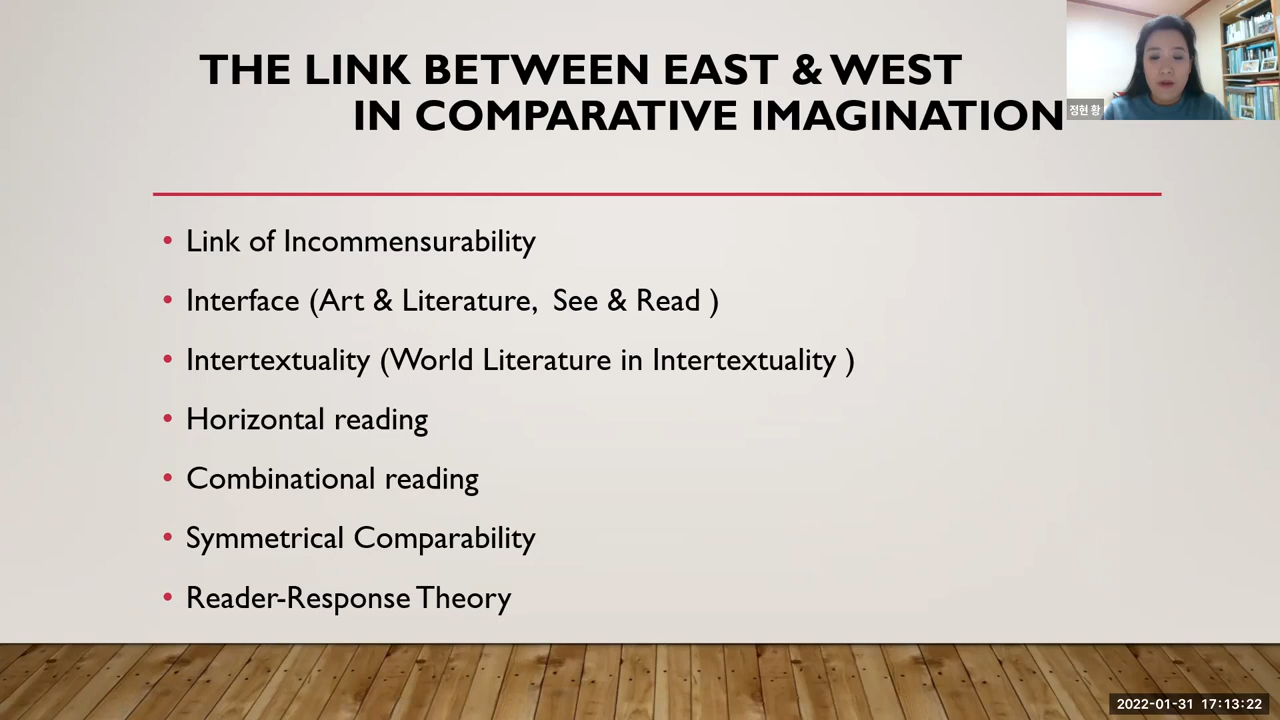 THE LINK BETWEEN EAST & WEST
IN COMPARATIVE IMAGINATION
정현 황
• Link of Incommensurability
• Interface (Art & Literature,  See & Read )
• Intertextuality (World Literature in Intertextuality )
• Horizontal reading
• Combinational reading
• Symmetrical Comparability
• Reader-Response Theory
2022-01-31 17:13:22